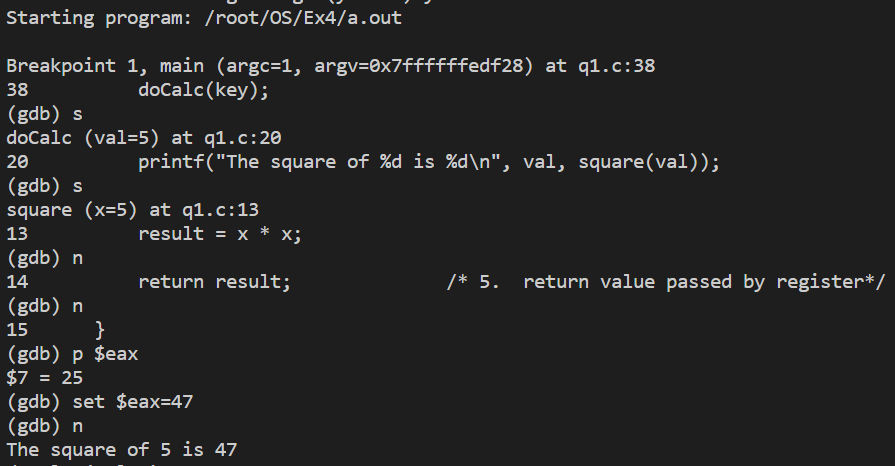 Starting program: /root/OS/Ex4/a.out
Breakpoint 1, main (argc=1, argv=0x7ffffffedf28) at q1.c:38
38          doCalc(key);
(gdb) s
doCalc (val=5) at q1.c:20
20          printf("The square of %d is %d\n", val, square(val));
(gdb) s
square (x=5) at q1.c:13
13          result = x * x;
(gdb) n
14          return result;              /* 5.  return value passed by register*/
(gdb) n
15      }
(gdb) p $eax
$7 = 25
(gdb) set $eax=47
(gdb) n
The square of 5 is 47